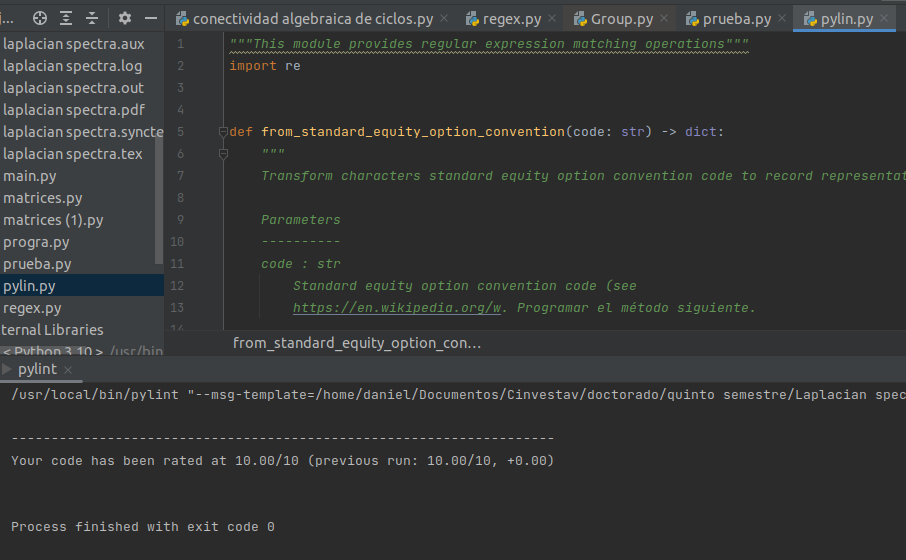 conectividad algebraica de ciclos.py
regex.py
Group.py
prueba.py
pylin.py
laplacian spectra.aux
laplacian spectra.log
laplacian spectra.out
laplacian spectra.pdf
laplacian spectra.syncte
laplacian spectra.tex
main.py
matrices.py
matrices (1).py
progra.py
prueba.py
pylin.py
regex.py
ternal Libraries
< Python 3.10 > /usr/bin
1 """This module provides regular expression matching operations"""
2 import re
3
4
5 def from_standard_equity_option_convention(code: str) -> dict:
6 """
7 Transform characters standard equity option convention code to record representat
8
9 Parameters
10 ----------
11 code : str
12 Standard equity option convention code (see
13 https://en.wikipedia.org/w. Programar el método siguiente.
14
from_standard_equity_option_con...
pylint
/usr/local/bin/pylint "--msg-template=/home/daniel/Documentos/Cinvestav/doctorado/quinto semestre/Laplacian spec
--------------------------------------------------------------------
Your code has been rated at 10.00/10 (previous run: 10.00/10, +0.00)
Process finished with exit code 0